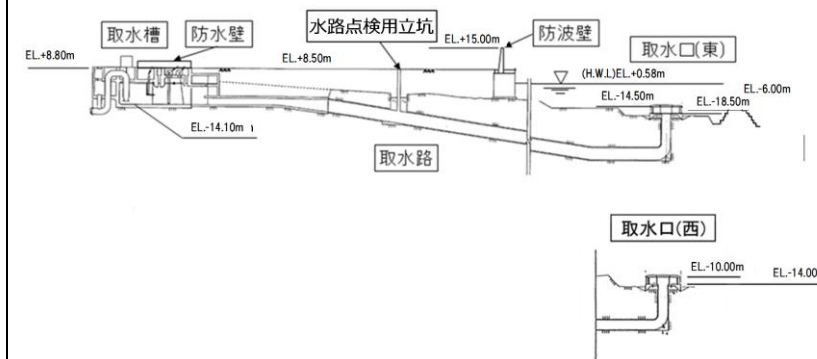 取水槽
防水壁
水路点検用立坑
EL.+15.00m
防波壁
取水口(東)
EL.+8.80m
EL.+8.50m
(H.W.L)EL.+0.58m
EL.-6.00m
EL.-14.50m
EL.-18.50m
EL.-14.10m
取水路
取水口(西)
EL.-10.00m
EL.-14.00